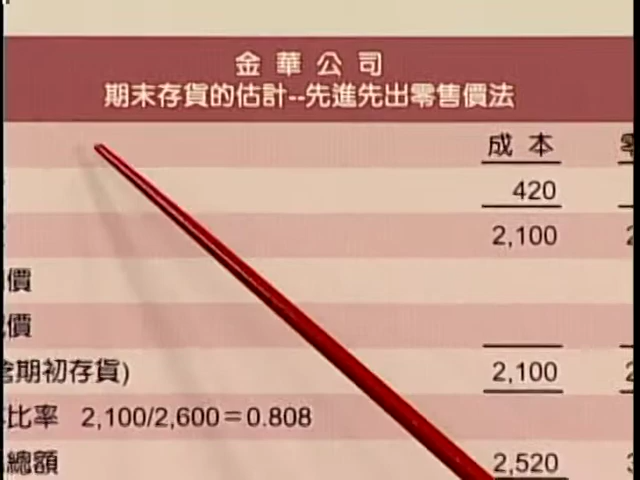 金華公司
期末存貨的估計--先進先出零售價法
成本
420
2,100
價
價
期初存貨) 2,100
比率 2,100/2,600=0.808
總額 2,520